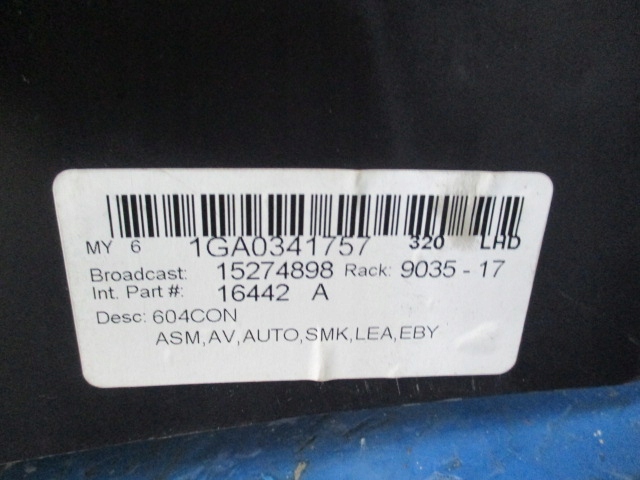 MY 6 1GA0341757 320 LHD
Broadcast: 15274898 Rack: 9035 - 17
Int. Part #: 16442 A
Desc: 604CON
ASM,AV,AUTO,SMK,LEA,EBY